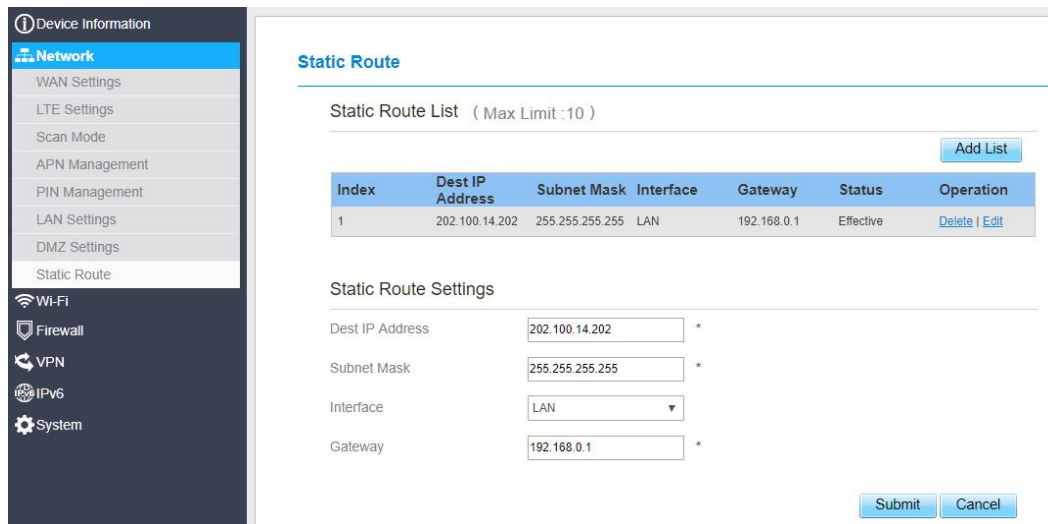 Device Information
Network
WAN Settings
LTE Settings
Scan Mode
APN Management
PIN Management
LAN Settings
DMZ Settings
Static Route
Wi-Fi
Firewall
VPN
IPv6
System
Static Route
Static Route List ( Max Limit :10 )
Add List
Index Dest IP Address Subnet Mask Interface Gateway Status Operation
1 202.100.14.202 255.255.255.255 LAN 192.168.0.1 Effective Delete | Edit
Static Route Settings
Dest IP Address 202.100.14.202 *
Subnet Mask 255.255.255.255 *
Interface LAN
Gateway 192.168.0.1 *
Submit Cancel